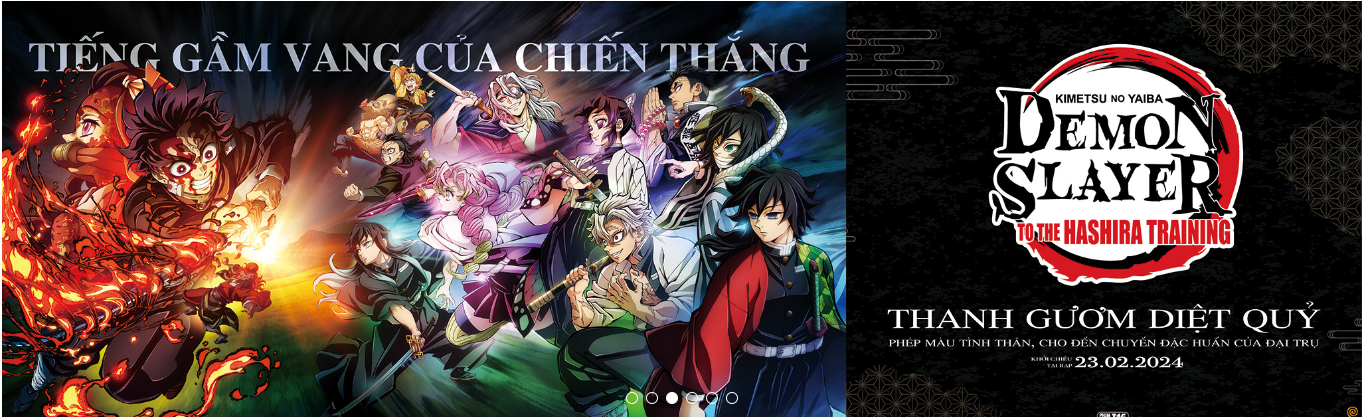 TIẾNG GẦM VANG CỦA CHIẾN THẮNG
KIMETSU NO YAIBA
DEMON
SLAYER
TO THE HASHIRA TRAINING
THANH GƯƠM DIỆT QUỶ
PHÉP MÀU TÌNH THÂN, CHO ĐẾN CHUYẾN ĐẶC HUẤN CỦA ĐẠI TRỤ
KHỞI CHIẾU
TẠI RẠP 23.02.2024